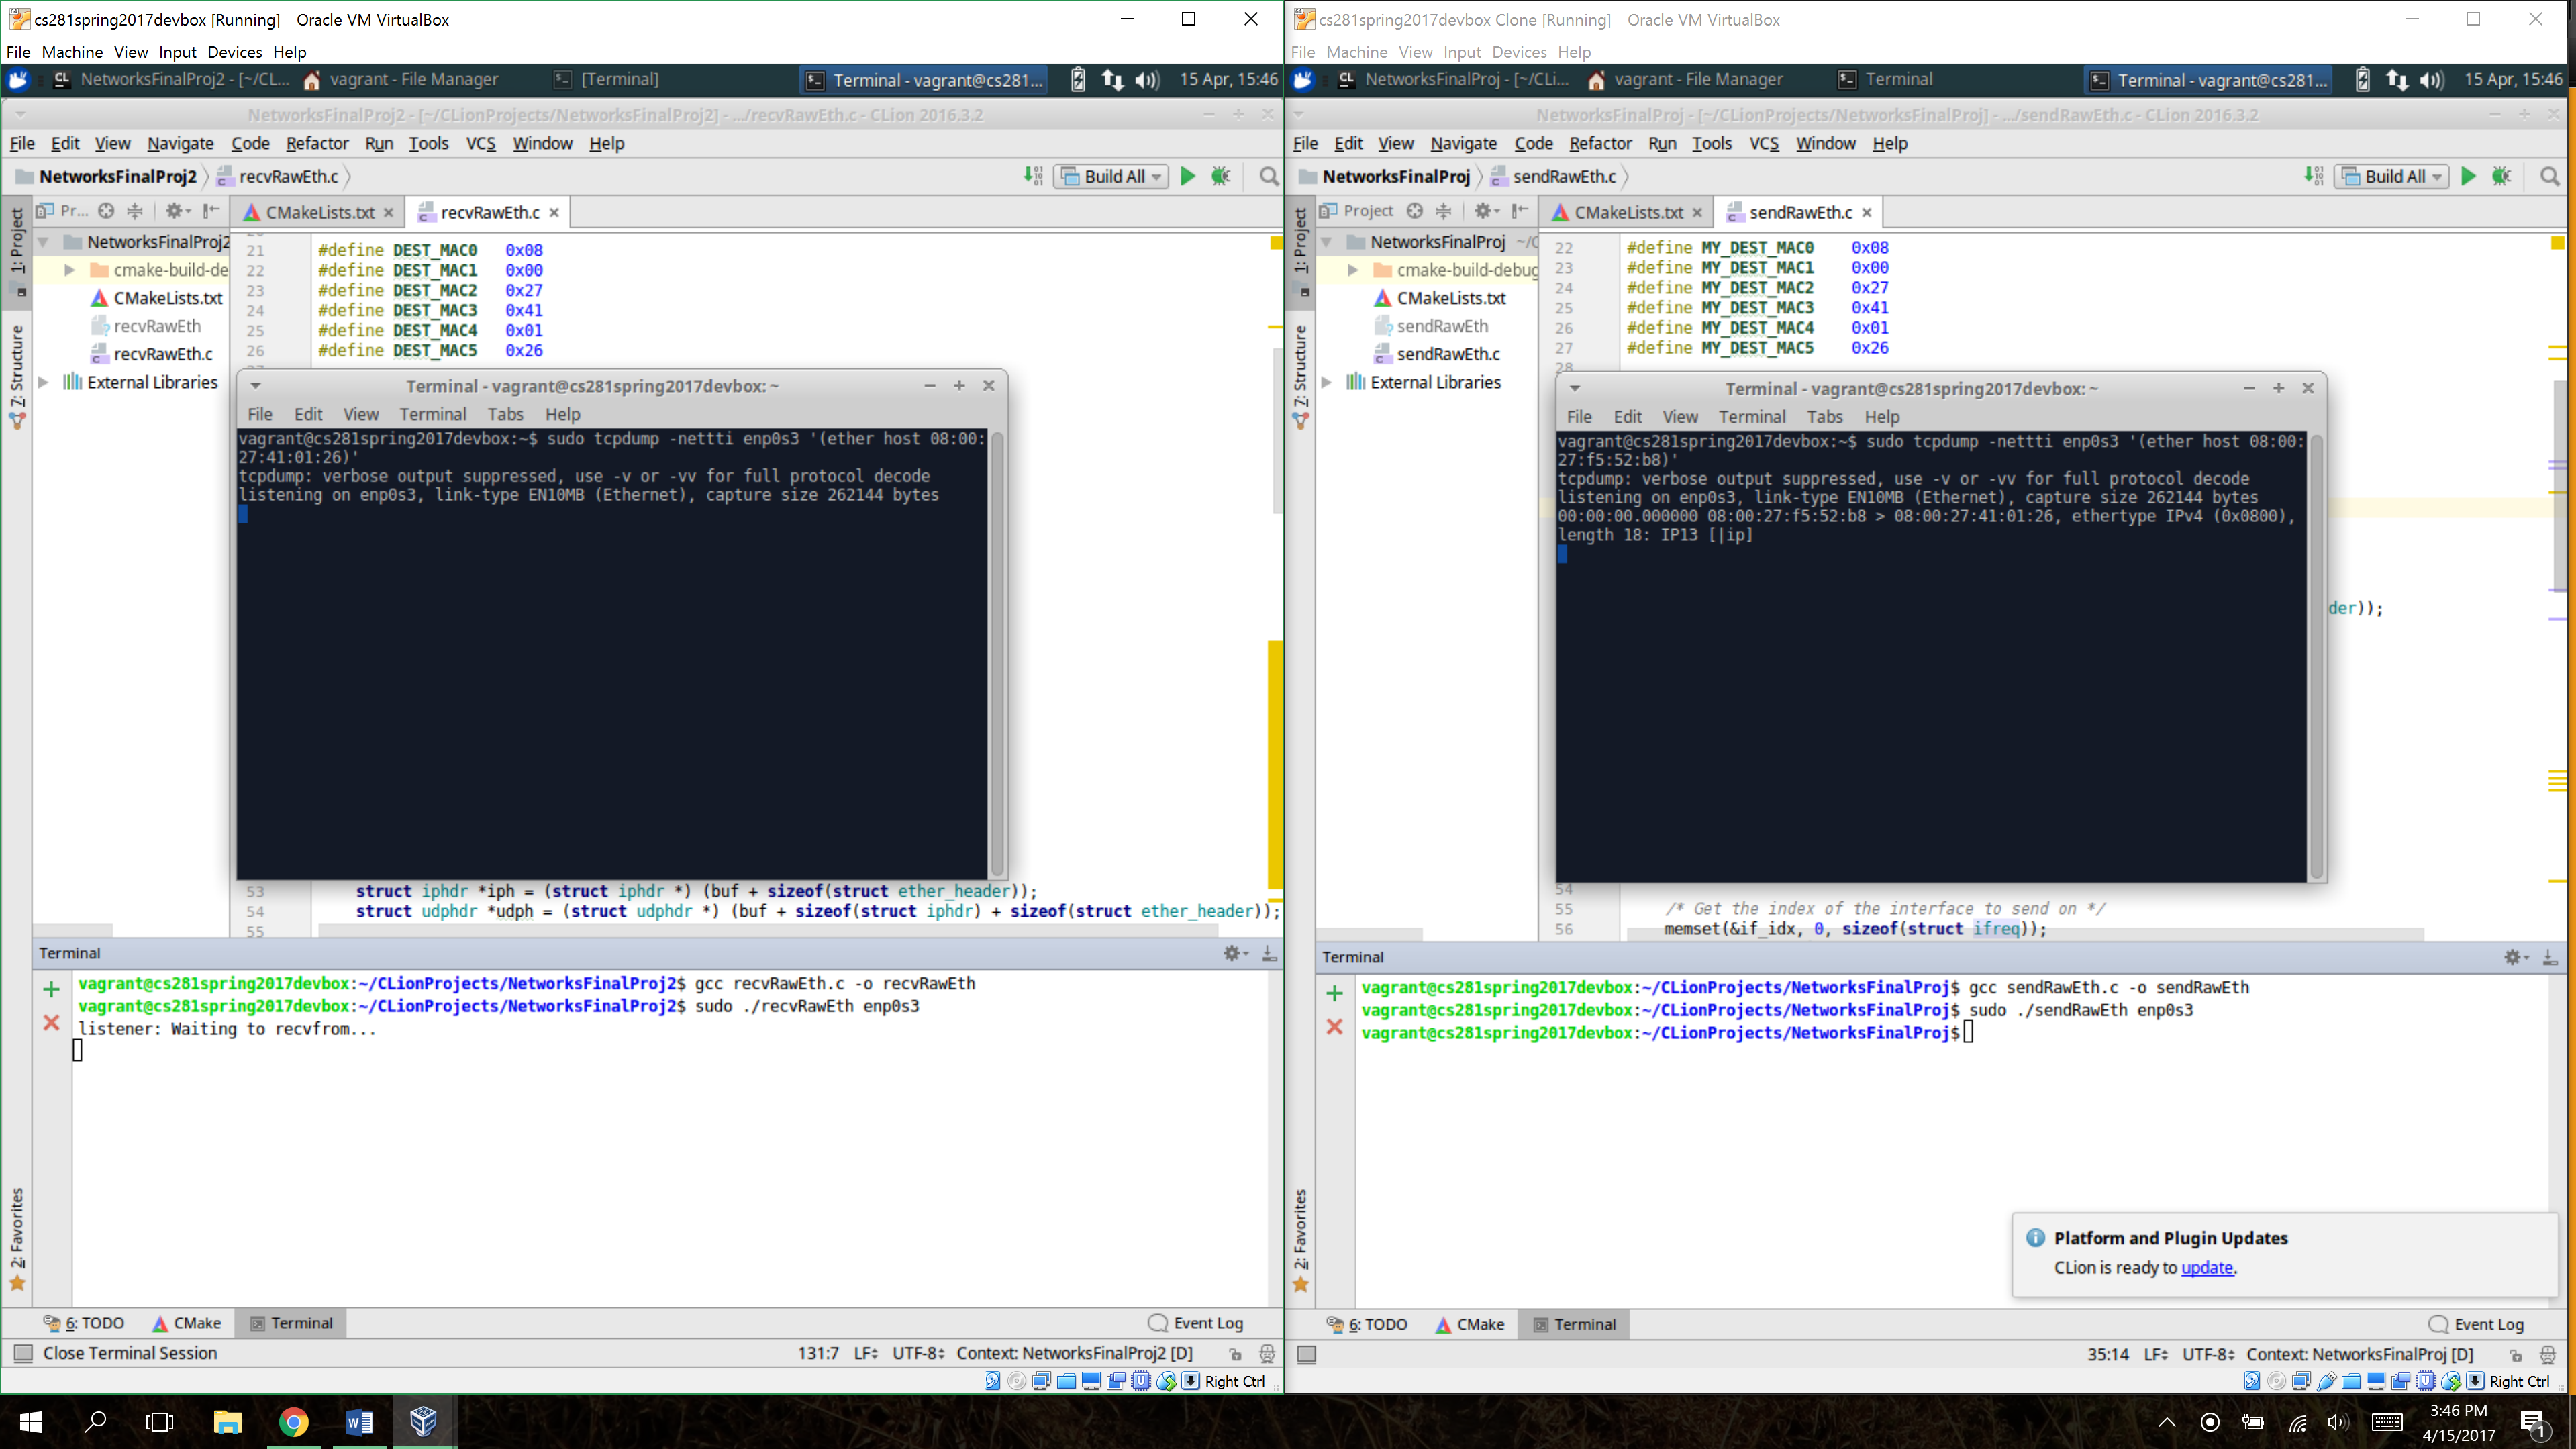 cs281spring2017devbox [Running] - Oracle VM VirtualBox
File Machine View Input Devices Help
NetworksFinalProj2 - [~/CL... vagrant - File Manager [Terminal] Terminal - vagrant@cs281... 15 Apr, 15:46
NetworksFinalProj2 - [~/CLionProjects/NetworksFinalProj2] - .../recvRawEth.c - CLion 2016.3.2
File Edit View Navigate Code Refactor Run Tools VCS Window Help
NetworksFinalProj2 recvRawEth.c Build All
1: Project
7: Structure
2: Favorites
Pr... CMakeLists.txt recvRawEth.c
NetworksFinalProj2
cmake-build-de
CMakeLists.txt
recvRawEth
recvRawEth.c
External Libraries
21 #define DEST_MAC0 0x08
22 #define DEST_MAC1 0x00
23 #define DEST_MAC2 0x27
24 #define DEST_MAC3 0x41
25 #define DEST_MAC4 0x01
26 #define DEST_MAC5 0x26
Terminal - vagrant@cs281spring2017devbox: ~
File Edit View Terminal Tabs Help
vagrant@cs281spring2017devbox:~$ sudo tcpdump -nettti enp0s3 '(ether host 08:00:
27:41:01:26)'
tcpdump: verbose output suppressed, use -v or -vv for full protocol decode
listening on enp0s3, link-type EN10MB (Ethernet), capture size 262144 bytes
53 struct iphdr *iph = (struct iphdr *) (buf + sizeof(struct ether_header));
54 struct udphdr *udph = (struct udphdr *) (buf + sizeof(struct iphdr) + sizeof(struct ether_header));
55
Terminal
vagrant@cs281spring2017devbox:~/CLionProjects/NetworksFinalProj2$ gcc recvRawEth.c -o recvRawEth
vagrant@cs281spring2017devbox:~/CLionProjects/NetworksFinalProj2$ sudo ./recvRawEth enp0s3
listener: Waiting to recvfrom...
6: TODO CMake Terminal Event Log
Close Terminal Session 131:7 LF UTF-8 Context: NetworksFinalProj2 [D]
Right Ctrl
cs281spring2017devbox Clone [Running] - Oracle VM VirtualBox
File Machine View Input Devices Help
NetworksFinalProj - [~/CLi... vagrant - File Manager Terminal Terminal - vagrant@cs281... 15 Apr, 15:46
NetworksFinalProj - [~/CLionProjects/NetworksFinalProj] - .../sendRawEth.c - CLion 2016.3.2
File Edit View Navigate Code Refactor Run Tools VCS Window Help
NetworksFinalProj sendRawEth.c Build All
1: Project
7: Structure
2: Favorites
Project CMakeLists.txt sendRawEth.c
NetworksFinalProj ~/C
cmake-build-debug
CMakeLists.txt
sendRawEth
sendRawEth.c
External Libraries
22 #define MY_DEST_MAC0 0x08
23 #define MY_DEST_MAC1 0x00
24 #define MY_DEST_MAC2 0x27
25 #define MY_DEST_MAC3 0x41
26 #define MY_DEST_MAC4 0x01
27 #define MY_DEST_MAC5 0x26
28
Terminal - vagrant@cs281spring2017devbox: ~
File Edit View Terminal Tabs Help
vagrant@cs281spring2017devbox:~$ sudo tcpdump -nettti enp0s3 '(ether host 08:00:
27:f5:52:b8)'
tcpdump: verbose output suppressed, use -v or -vv for full protocol decode
listening on enp0s3, link-type EN10MB (Ethernet), capture size 262144 bytes
00:00:00.000000 08:00:27:f5:52:b8 > 08:00:27:41:01:26, ethertype IPv4 (0x0800),
length 18: IP13 [|ip]
der));
54
55 /* Get the index of the interface to send on */
56 memset(&if_idx, 0, sizeof(struct ifreq));
Terminal
vagrant@cs281spring2017devbox:~/CLionProjects/NetworksFinalProj$ gcc sendRawEth.c -o sendRawEth
vagrant@cs281spring2017devbox:~/CLionProjects/NetworksFinalProj$ sudo ./sendRawEth enp0s3
vagrant@cs281spring2017devbox:~/CLionProjects/NetworksFinalProj$
Platform and Plugin Updates
CLion is ready to update.
6: TODO CMake Terminal Event Log
35:14 LF UTF-8 Context: NetworksFinalProj [D]
Right Ctrl
3:46 PM
4/15/2017
1